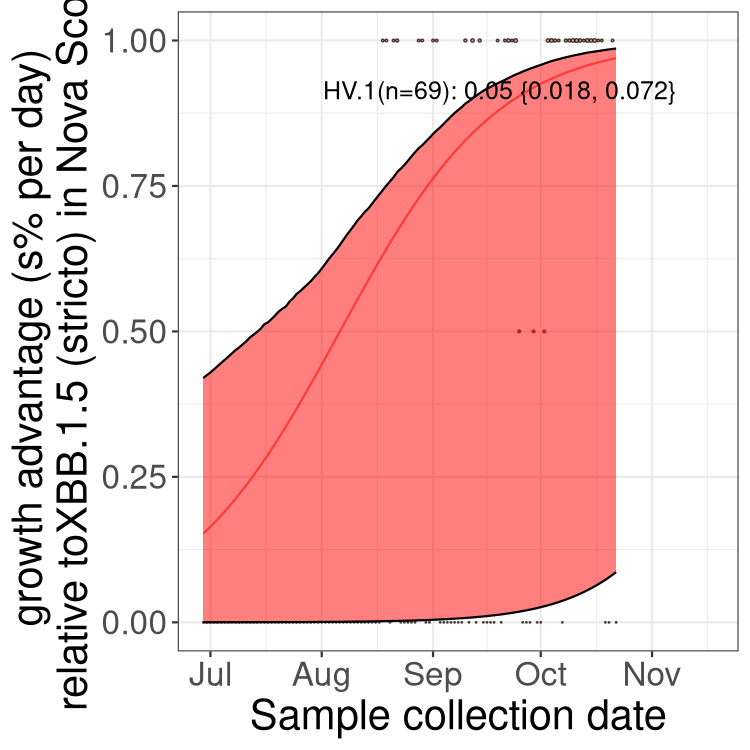 growth advantage (s% per day)
relative toXBB.1.5 (stricto) in Nova Sco
1.00
0.75
0.50
0.25
0.00
HV.1(n=69): 0.05 {0.018, 0.072}
Jul Aug Sep Oct Nov
Sample collection date